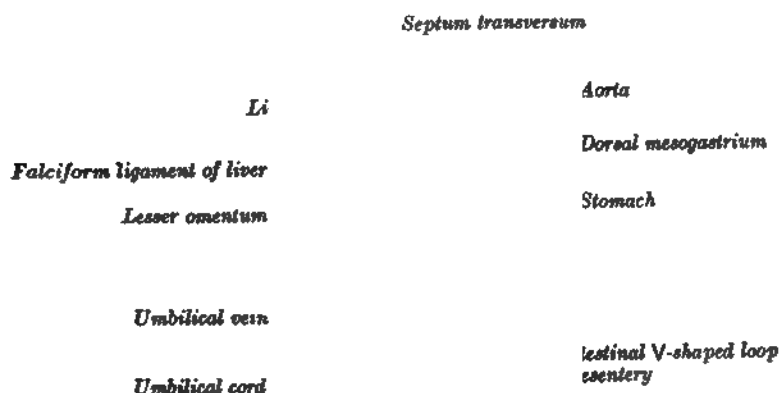 Septum transversum
Li
Aorta
Falciform ligament of liver
Dorsal mesogastrium
Lesser omentum
Stomach
Umbilical vein
testinal V-shaped loop
esentery
Umbilical cord